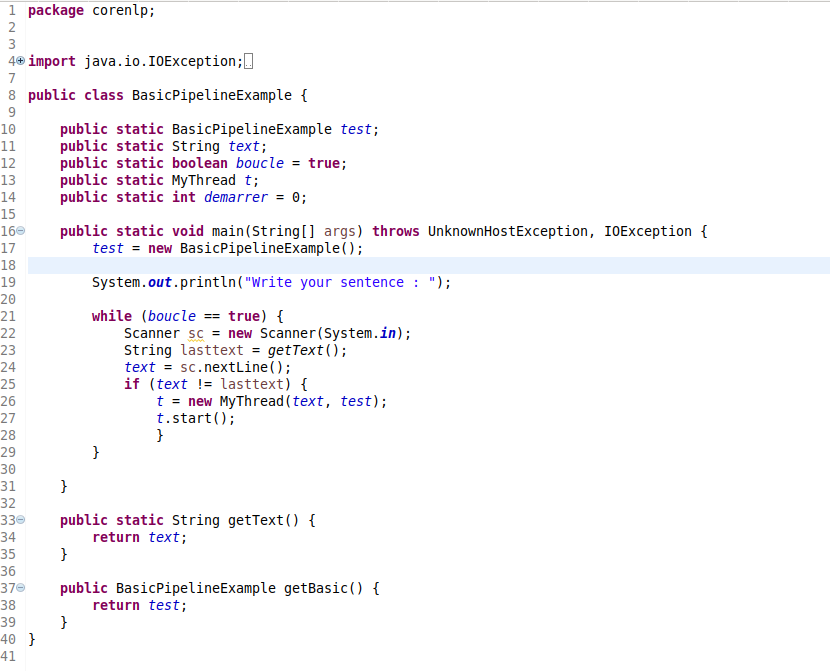 1 package corenlp;
2
3
4 import java.io.IOException;
7
8 public class BasicPipelineExample {
9
10 public static BasicPipelineExample test;
11 public static String text;
12 public static boolean boucle = true;
13 public static MyThread t;
14 public static int demarrer = 0;
15
16 public static void main(String[] args) throws UnknownHostException, IOException {
17 test = new BasicPipelineExample();
18
19 System.out.println("Write your sentence : ");
20
21 while (boucle == true) {
22 Scanner sc = new Scanner(System.in);
23 String lasttext = getText();
24 text = sc.nextLine();
25 if (text != lasttext) {
26 t = new MyThread(text, test);
27 t.start();
28 }
29 }
30
31 }
32
33 public static String getText() {
34 return text;
35 }
36
37 public BasicPipelineExample getBasic() {
38 return test;
39 }
40 }
41